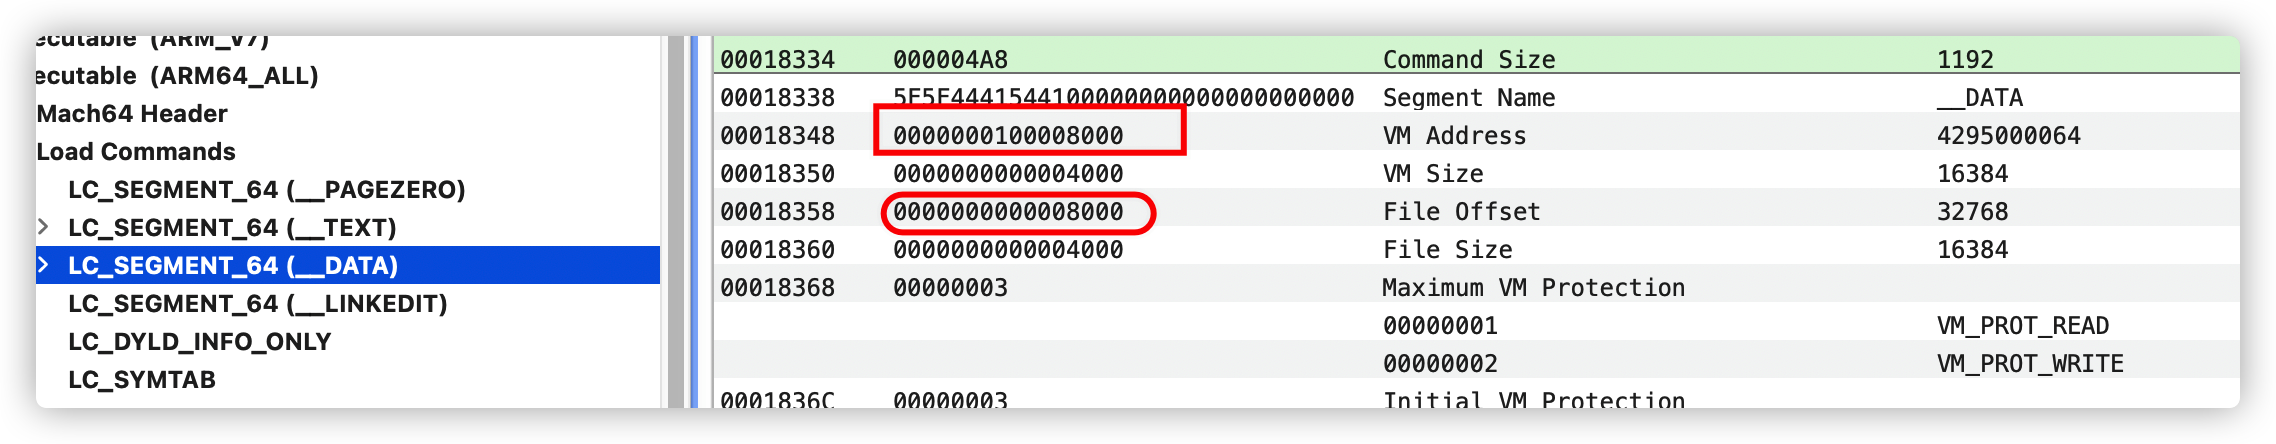 ecutable (ARM_V7)
ecutable (ARM64_ALL)
Mach64 Header
Load Commands
LC_SEGMENT_64 (__PAGEZERO)
LC_SEGMENT_64 (__TEXT)
LC_SEGMENT_64 (__DATA)
LC_SEGMENT_64 (__LINKEDIT)
LC_DYLD_INFO_ONLY
LC_SYMTAB
00018334 000004A8 Command Size 1192
00018338 5F5F4441544100000000000000000000 Segment Name __DATA
00018348 0000000100008000 VM Address 4295000064
00018350 0000000000004000 VM Size 16384
00018358 0000000000008000 File Offset 32768
00018360 0000000000004000 File Size 16384
00018368 00000003 Maximum VM Protection
00000001 VM_PROT_READ
00000002 VM_PROT_WRITE
0001836C 00000003 Initial VM Protection